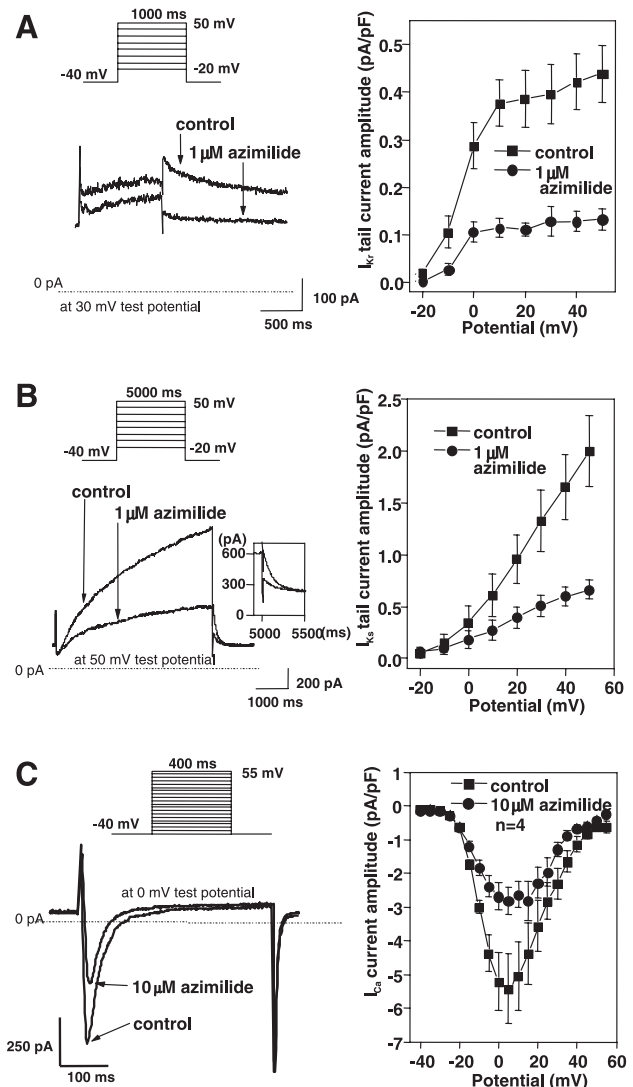 A
1000 ms
50 mV
-20 mV
-40 mV
control
1 µM azimilide
0 pA
at 30 mV test potential
100 pA
500 ms
I_Kr tail current amplitude (pA/pF)
0.5
0.4
0.3
0.2
0.1
0.0
control
1 µM
azimilide
-20 0 20 40
Potential (mV)
B
5000 ms
50 mV
-20 mV
-40 mV
control
1 µM azimilide
(pA)
600
300
0
5000 5500
(ms)
0 pA
at 50 mV test potential
200 pA
1000 ms
I_Ks tail current amplitude (pA/pF)
2.5
2.0
1.5
1.0
0.5
0.0
control
1 µM
azimilide
-20 0 20 40 60
Potential (mV)
C
400 ms
55 mV
-40 mV
at 0 mV test potential
0 pA
10 µM azimilide
control
250 pA
100 ms
I_Ca current amplitude (pA/pF)
1
0
-1
-2
-3
-4
-5
-6
-7
control
10 µM azimilide
n=4
-40 -20 0 20 40 60
Potential (mV)